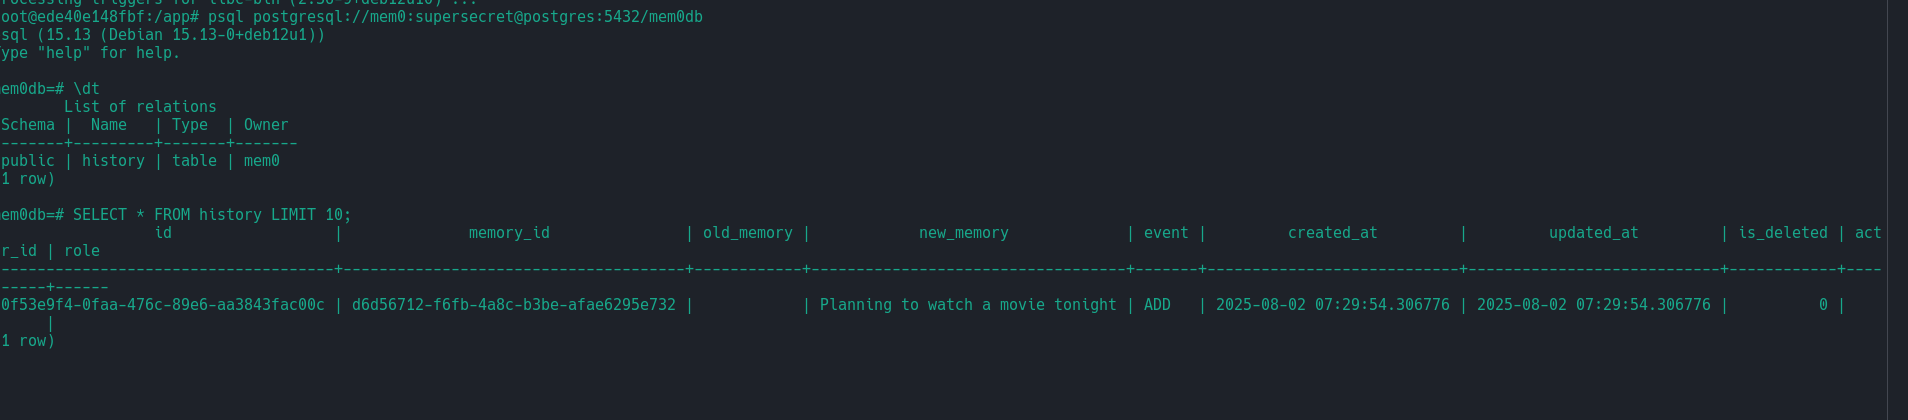 oot@ede40e148fbf:/app# psql postgresql://mem0:supersecret@postgres:5432/mem0db
sql (15.13 (Debian 15.13-0+deb12u1))
ype "help" for help.
em0db=# \dt
List of relations
Schema | Name | Type | Owner
-------+---------+-------+-------
public | history | table | mem0
1 row)
em0db=# SELECT * FROM history LIMIT 10;
id | memory_id | old_memory | new_memory | event | created_at | updated_at | is_deleted | act
r_id | role
-------------------------------------+--------------------------------------+------------+-----------------------------------+-------+----------------------------+----------------------------+------------+----
-----+------
0f53e9f4-0faa-476c-89e6-aa3843fac00c | d6d56712-f6fb-4a8c-b3be-afae6295e732 | | Planning to watch a movie tonight | ADD | 2025-08-02 07:29:54.306776 | 2025-08-02 07:29:54.306776 | 0 |
|
1 row)